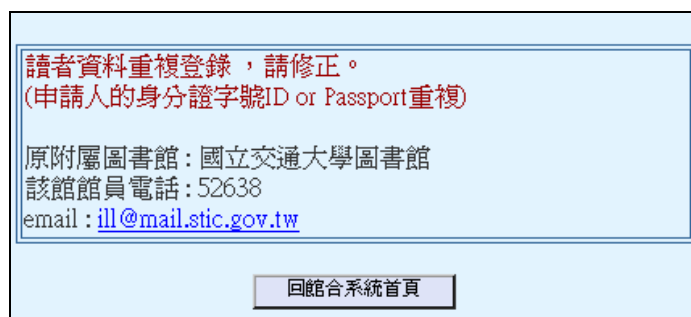 讀者資料重複登錄，請修正。
(申請人的身分證字號ID or Passport重複)
原附屬圖書館 : 國立交通大學圖書館
該館館員電話 : 52638
email : ill@mail.stic.gov.tw
回館合系統首頁